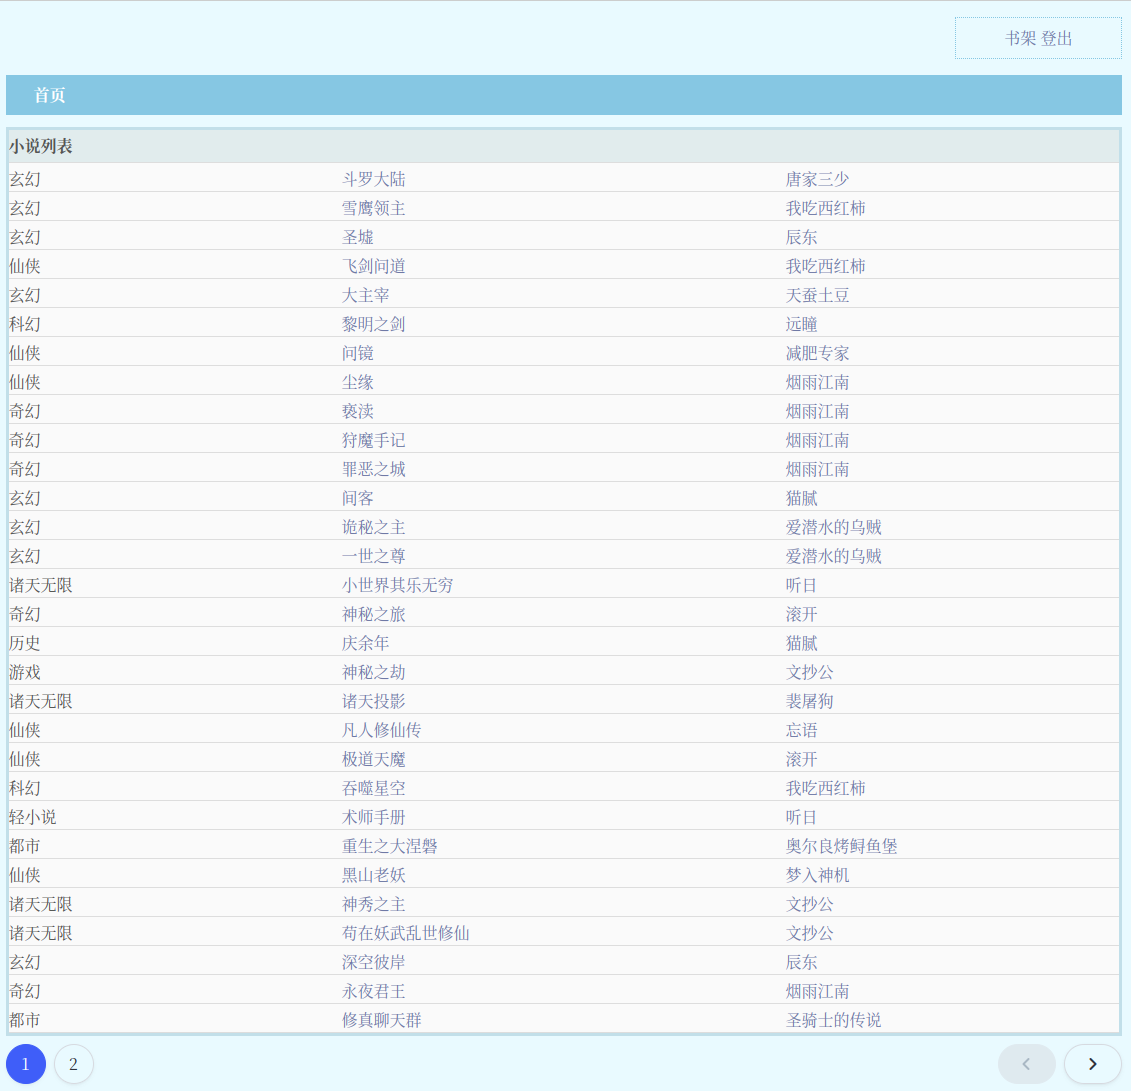 书架 登出
首页
小说列表
玄幻 斗罗大陆 唐家三少
玄幻 雪鹰领主 我吃西红柿
玄幻 圣墟 辰东
仙侠 飞剑问道 我吃西红柿
玄幻 大主宰 天蚕土豆
科幻 黎明之剑 远瞳
仙侠 问镜 减肥专家
仙侠 尘缘 烟雨江南
奇幻 亵渎 烟雨江南
奇幻 狩魔手记 烟雨江南
奇幻 罪恶之城 烟雨江南
玄幻 间客 猫腻
玄幻 诡秘之主 爱潜水的乌贼
玄幻 一世之尊 爱潜水的乌贼
诸天无限 小世界其乐无穷 听日
奇幻 神秘之旅 滚开
历史 庆余年 猫腻
游戏 神秘之劫 文抄公
诸天无限 诸天投影 裴屠狗
仙侠 凡人修仙传 忘语
仙侠 极道天魔 滚开
科幻 吞噬星空 我吃西红柿
轻小说 术师手册 听日
都市 重生之大涅磐 奥尔良烤鲟鱼堡
仙侠 黑山老妖 梦入神机
诸天无限 神秀之主 文抄公
诸天无限 苟在妖武乱世修仙 文抄公
玄幻 深空彼岸 辰东
奇幻 永夜君王 烟雨江南
都市 修真聊天群 圣骑士的传说
1 2